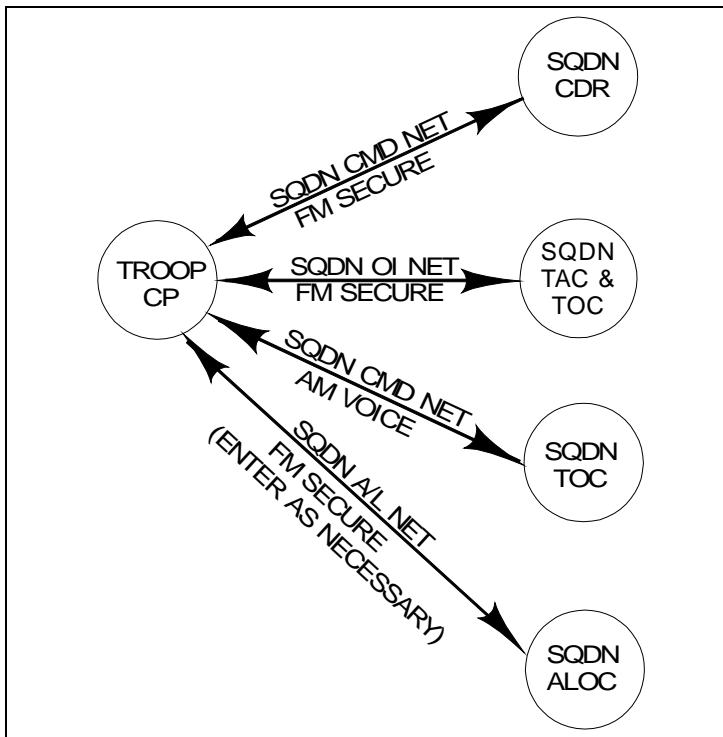 SQDN
CDR
SQDN CMD NET
FM SECURE
TROOP
CP
SQDN OI NET
FM SECURE
SQDN
TAC &
TOC
SQDN CMD NET
AM VOICE
SQDN
TOC
SQDN A/L NET
FM SECURE
(ENTER AS NECESSARY)
SQDN
ALOC